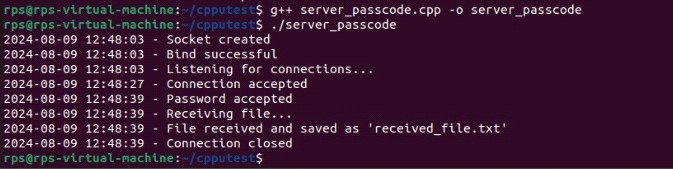 rps@rps-virtual-machine:~/cpputest$ g++ server_passcode.cpp -o server_passcode
rps@rps-virtual-machine:~/cpputest$ ./server_passcode
2024-08-09 12:48:03 - Socket created
2024-08-09 12:48:03 - Bind successful
2024-08-09 12:48:03 - Listening for connections...
2024-08-09 12:48:27 - Connection accepted
2024-08-09 12:48:39 - Password accepted
2024-08-09 12:48:39 - Receiving file...
2024-08-09 12:48:39 - File received and saved as 'received_file.txt'
2024-08-09 12:48:39 - Connection closed
rps@rps-virtual-machine:~/cpputest$